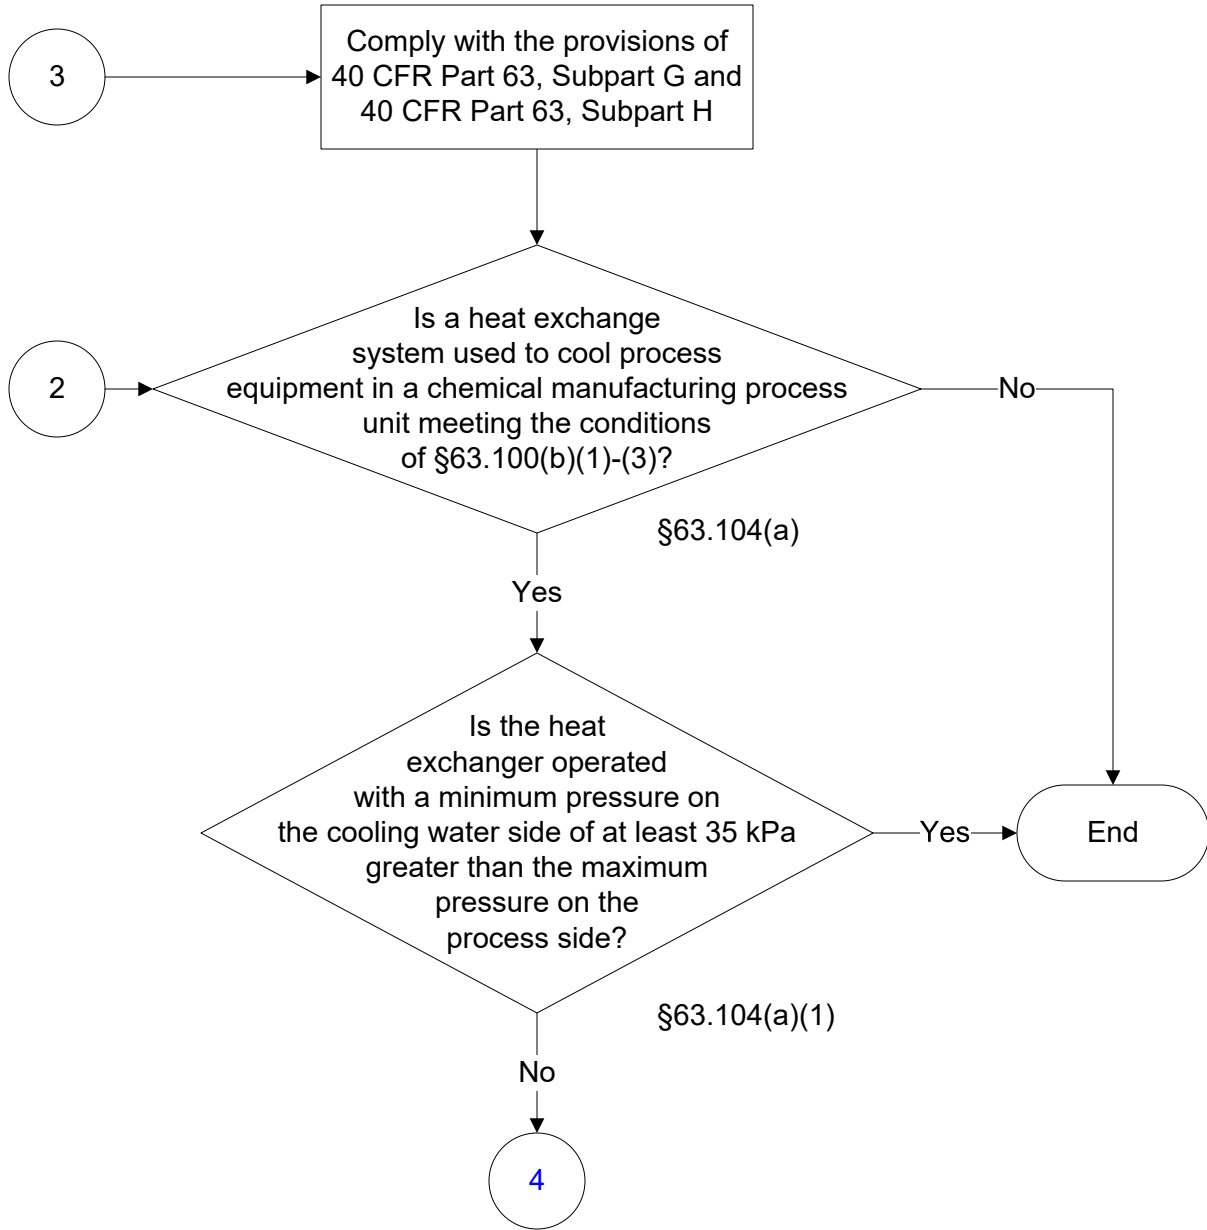 3
Comply with the provisions of
40 CFR Part 63, Subpart G and
40 CFR Part 63, Subpart H
Is a heat exchange
system used to cool process
equipment in a chemical manufacturing process
unit meeting the conditions
of §63.100(b)(1)-(3)?
2
No
§63.104(a)
Yes
Is the heat
exchanger operated
with a minimum pressure on
the cooling water side of at least 35 kPa
greater than the maximum
pressure on the
process side?
Yes
End
§63.104(a)(1)
No
4